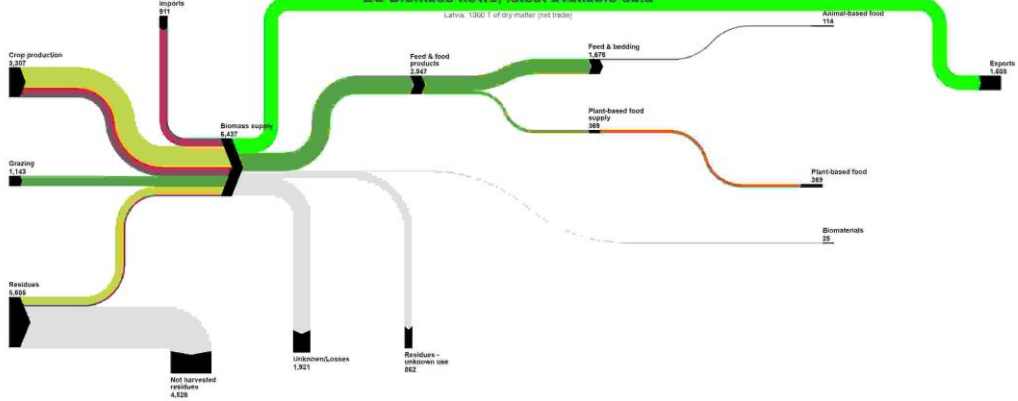 Imports
911
Latvia, 1000 T of dry-matter (net trade)
Animal-based food
114
Crop production
3,307
Feed & food
products
2,047
Feed & bedding
1,678
Exports
1,608
Biomass supply
6,437
Plant-based food
supply
369
Grazing
1,143
Plant-based food
369
Biomaterials
25
Residues
5,605
Unknown/Losses
1,921
Residues -
unknown use
862
Not harvested
residues
4,528